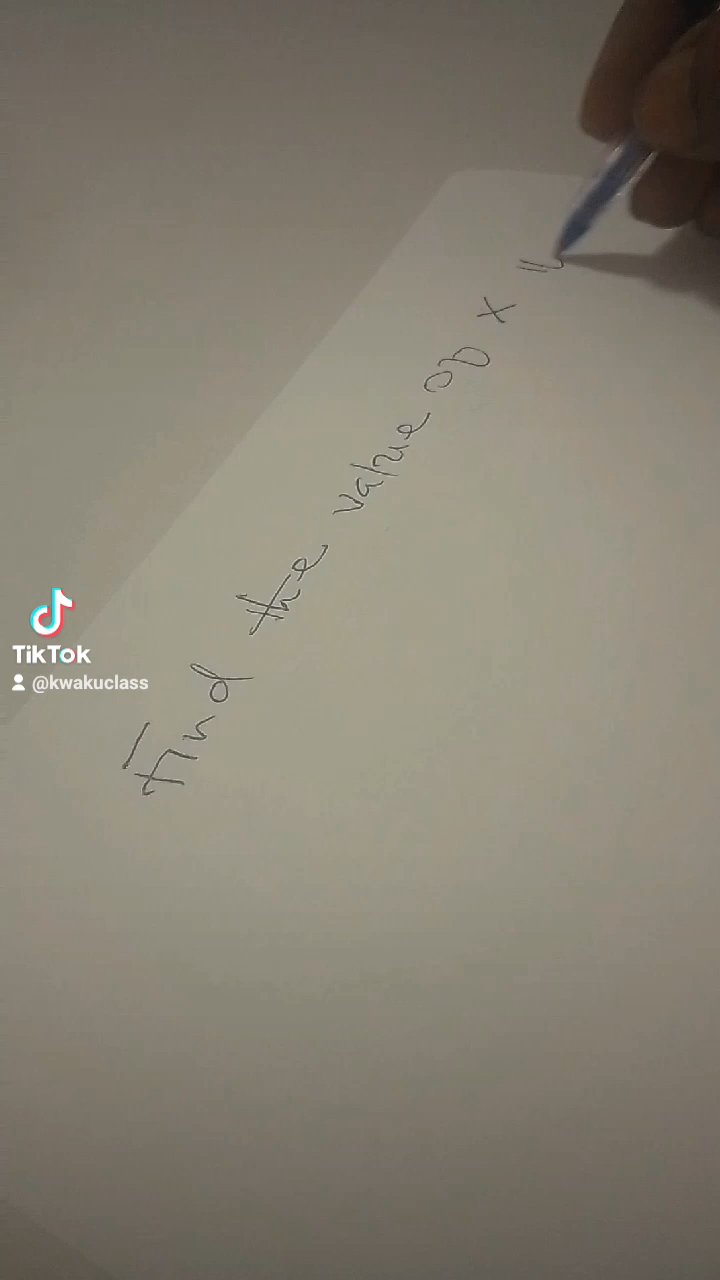 Find the value of x
TikTok
@kwakuclass